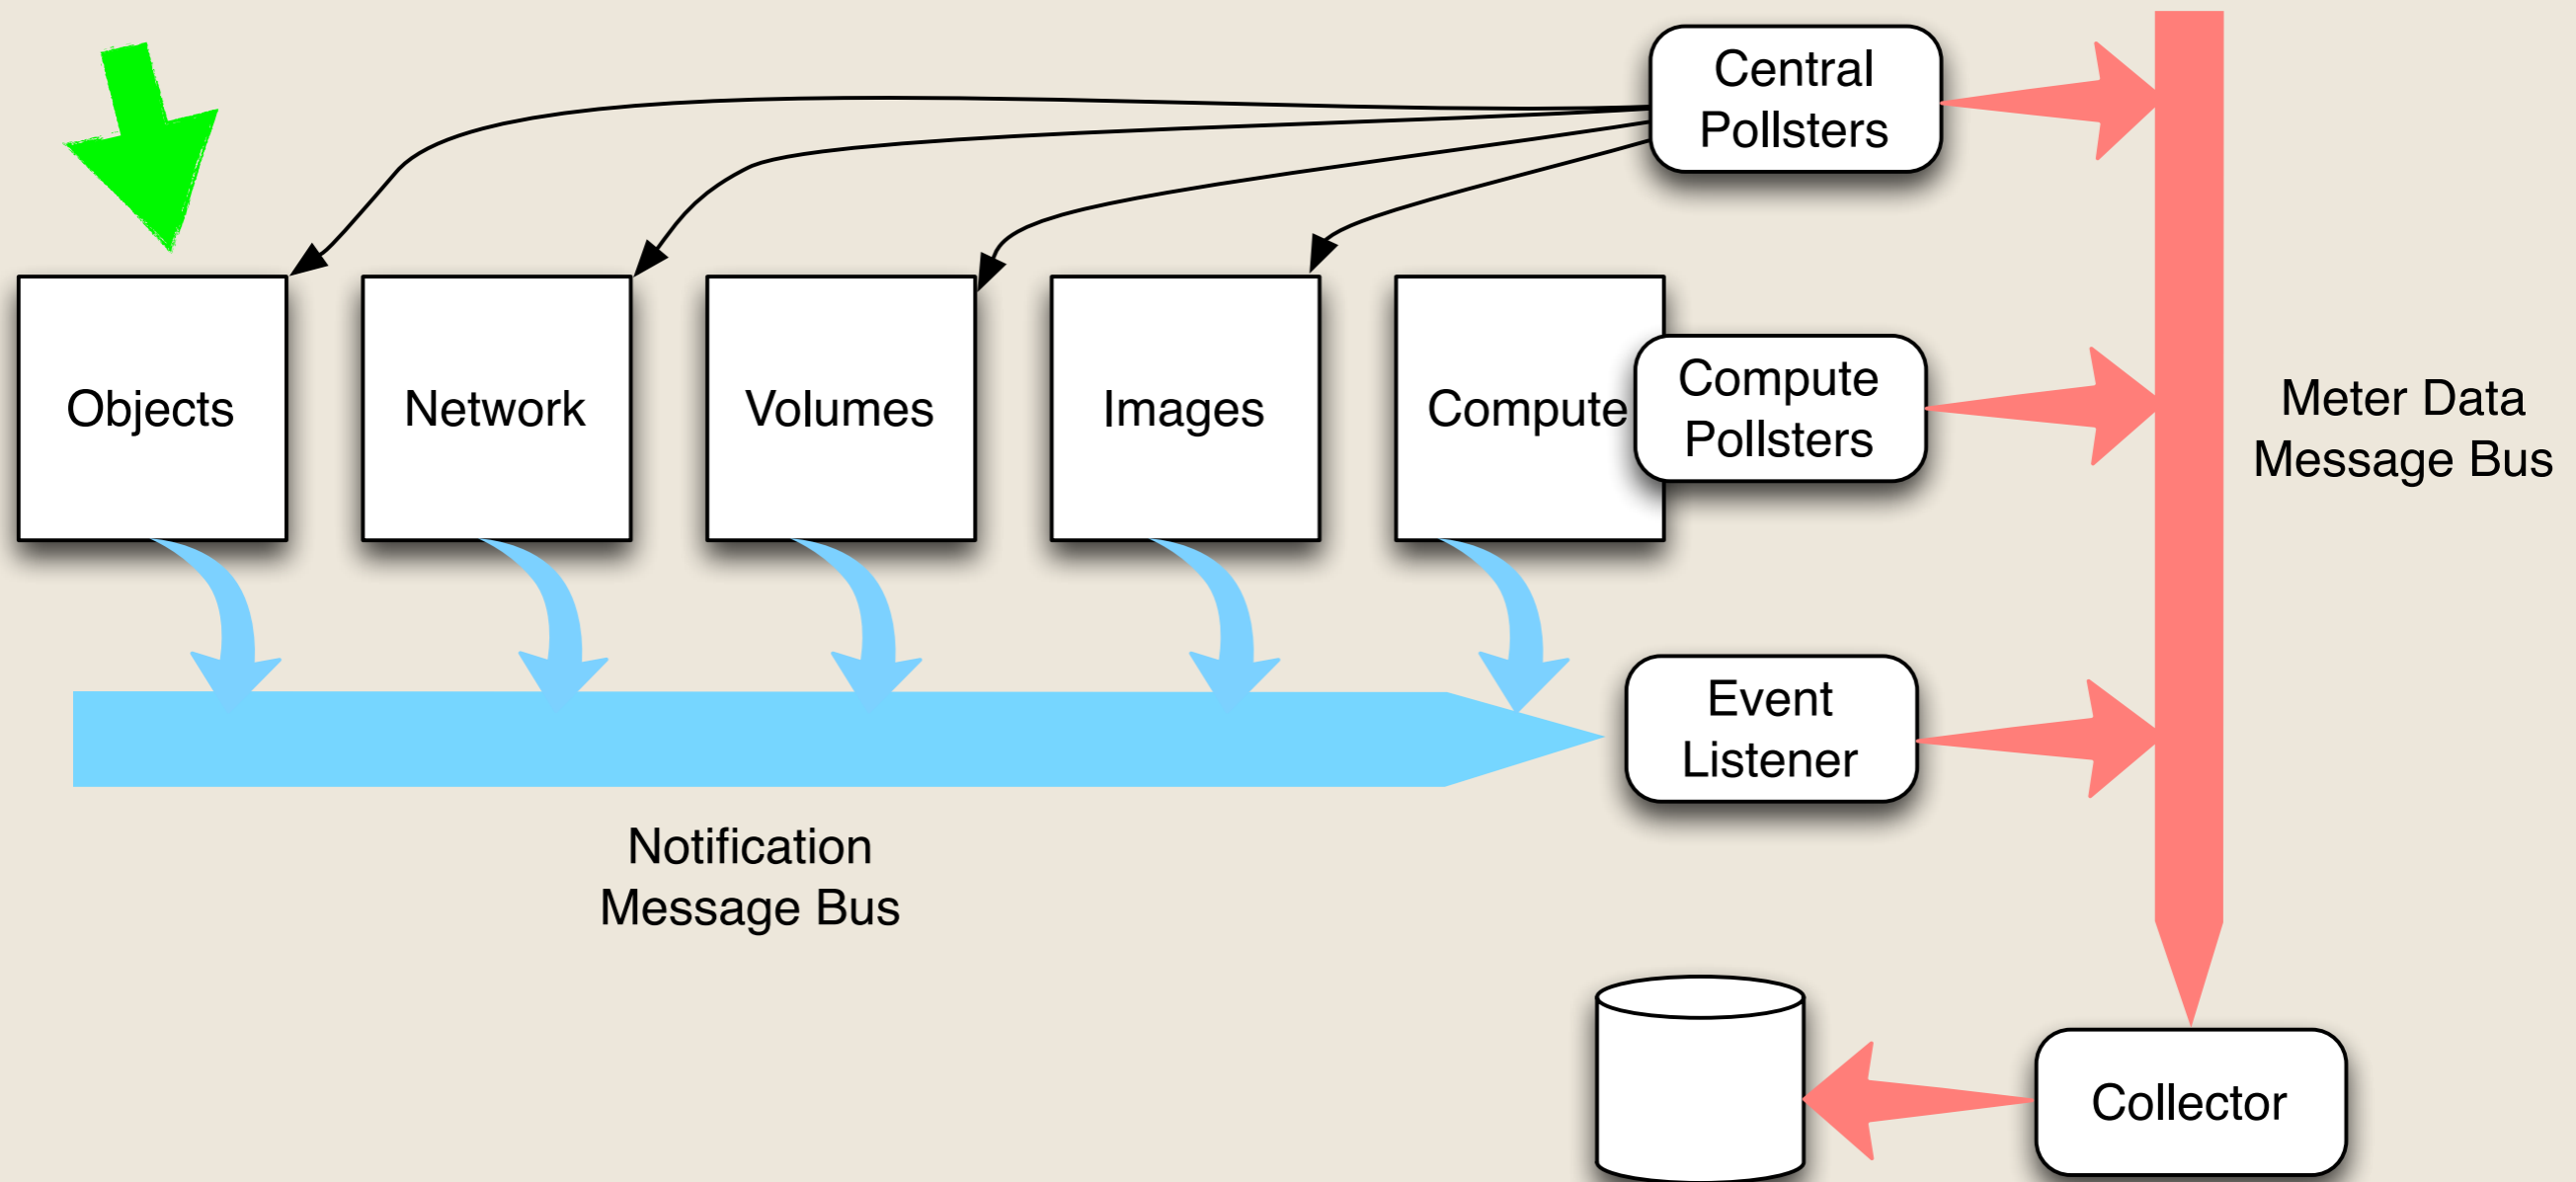 Central
Pollsters
Objects
Network
Volumes
Images
Compute
Compute
Pollsters
Meter Data
Message Bus
Event
Listener
Notification
Message Bus
Collector